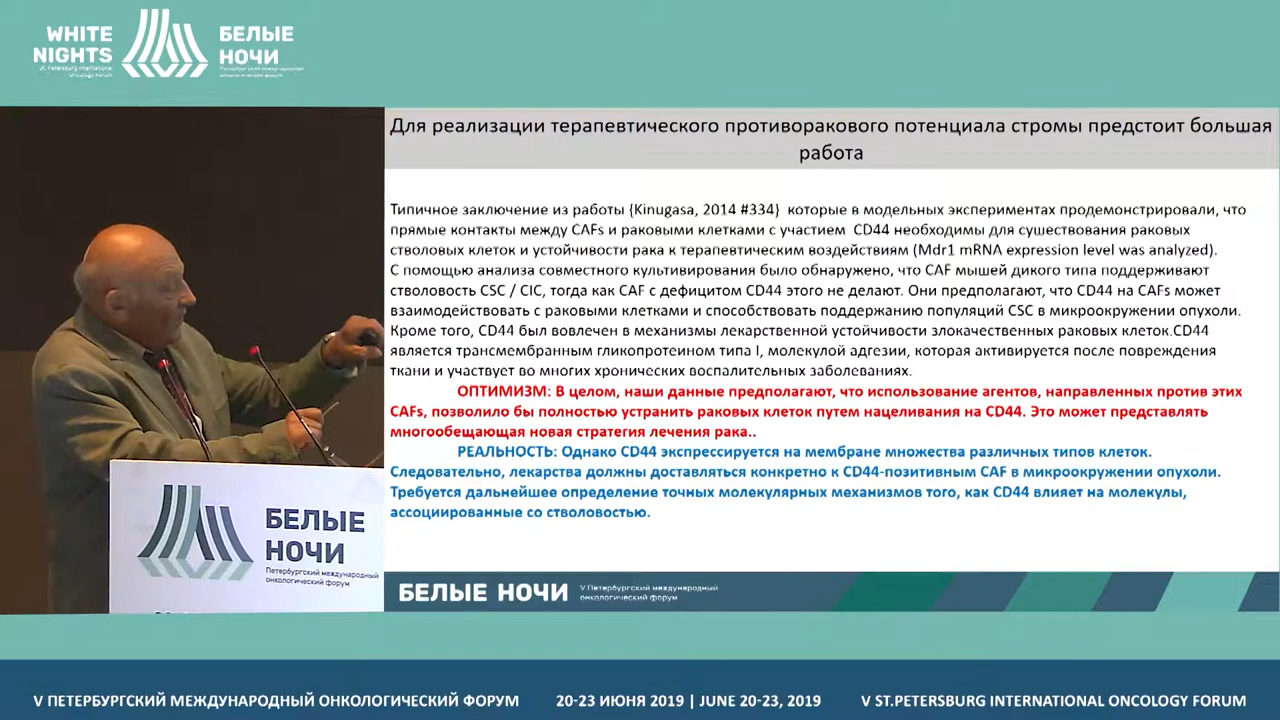 WHITE
NIGHTS
St. Petersburg International
Oncology Forum
БЕЛЫЕ
НОЧИ
Петербургский международный
онкологический форум
Для реализации терапевтического противоракового потенциала стромы предстоит большая
работа
Типичное заключение из работы {Kinugasa, 2014 #334} которые в модельных экспериментах продемонстрировали, что
прямые контакты между CAFs и раковыми клетками с участием CD44 необходимы для сушествования раковых
стволовых клеток и устойчивости рака к терапевтическим воздействиям (Mdr1 mRNA expression level was analyzed).
С помощью анализа совместного культивирования было обнаружено, что CAF мышей дикого типа поддерживают
стволовость CSC / CIC, тогда как CAF с дефицитом CD44 этого не делают. Они предполагают, что CD44 на CAFs может
взаимодействовать с раковыми клетками и способствовать поддержанию популяций CSC в микроокружении опухоли.
Кроме того, CD44 был вовлечен в механизмы лекарственной устойчивости злокачественных раковых клеток.CD44
является трансмембранным гликопротеином типа I, молекулой адгезии, которая активируется после повреждения
ткани и участвует во многих хронических воспалительных заболеваниях.
ОПТИМИЗМ: В целом, наши данные предполагают, что использование агентов, направленных против этих
CAFs, позволило бы полностью устранить раковых клеток путем нацеливания на CD44. Это может представлять
многообещающая новая стратегия лечения рака..
РЕАЛЬНОСТЬ: Однако CD44 экспрессируется на мембране множества различных типов клеток.
Следовательно, лекарства должны доставляться конкретно к CD44-позитивным CAF в микроокружении опухоли.
Требуется дальнейшее определение точных молекулярных механизмов того, как CD44 влияет на молекулы,
ассоциированные со стволовостью.
БЕЛЫЕ
НОЧИ
Петербургский международный
онкологический форум
БЕЛЫЕ НОЧИ
V Петербургский международный
онкологический форум
V ПЕТЕРБУРГСКИЙ МЕЖДУНАРОДНЫЙ ОНКОЛОГИЧЕСКИЙ ФОРУМ
20-23 ИЮНЯ 2019 | JUNE 20-23, 2019
V ST.PETERSBURG INTERNATIONAL ONCOLOGY FORUM